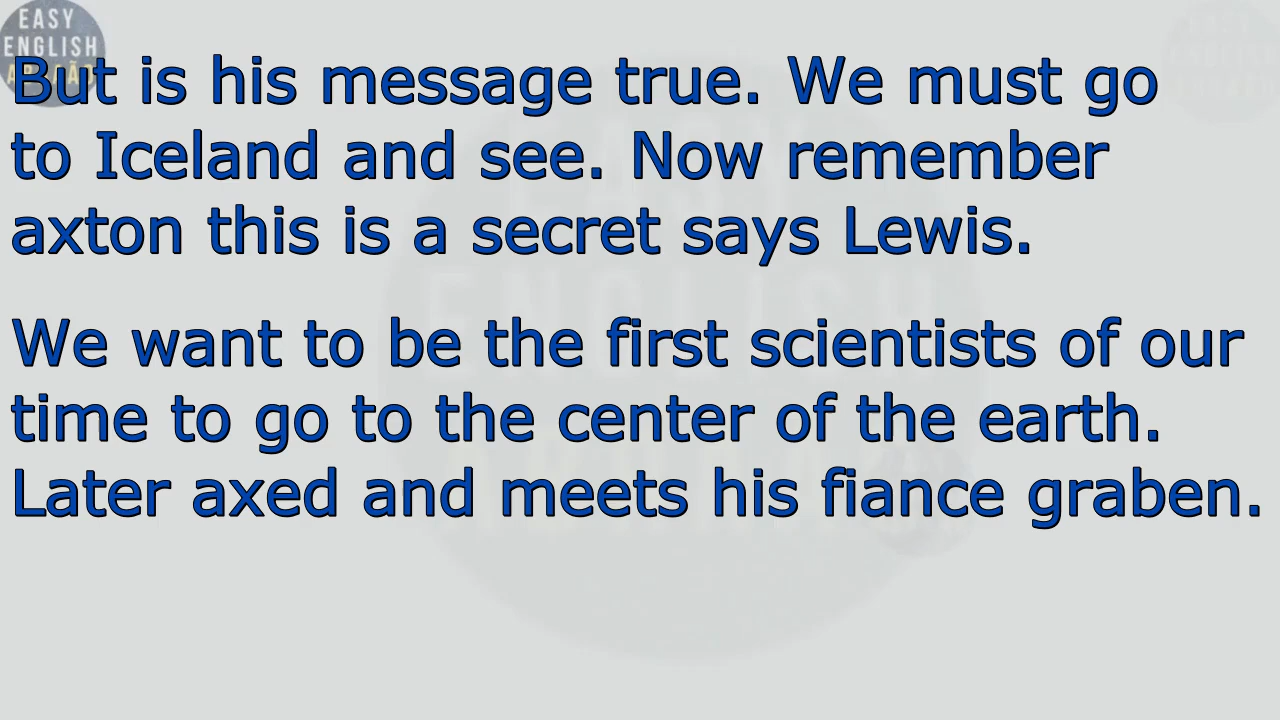 EASY
ENGLISH
But is his message true. We must go
to Iceland and see. Now remember
axton this is a secret says Lewis.
We want to be the first scientists of our
time to go to the center of the earth.
Later axed and meets his fiance graben.